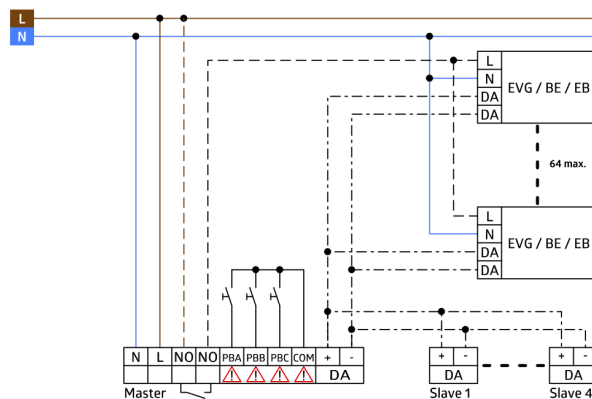 L
N
L
N
DA
DA
EVG / BE / EB
64 max.
L
N
DA
DA
EVG / BE / EB
N L NO NO PBA PBB PBC COM + -
DA
Master
+ -
DA
Slave 1
+ -
DA
Slave 4